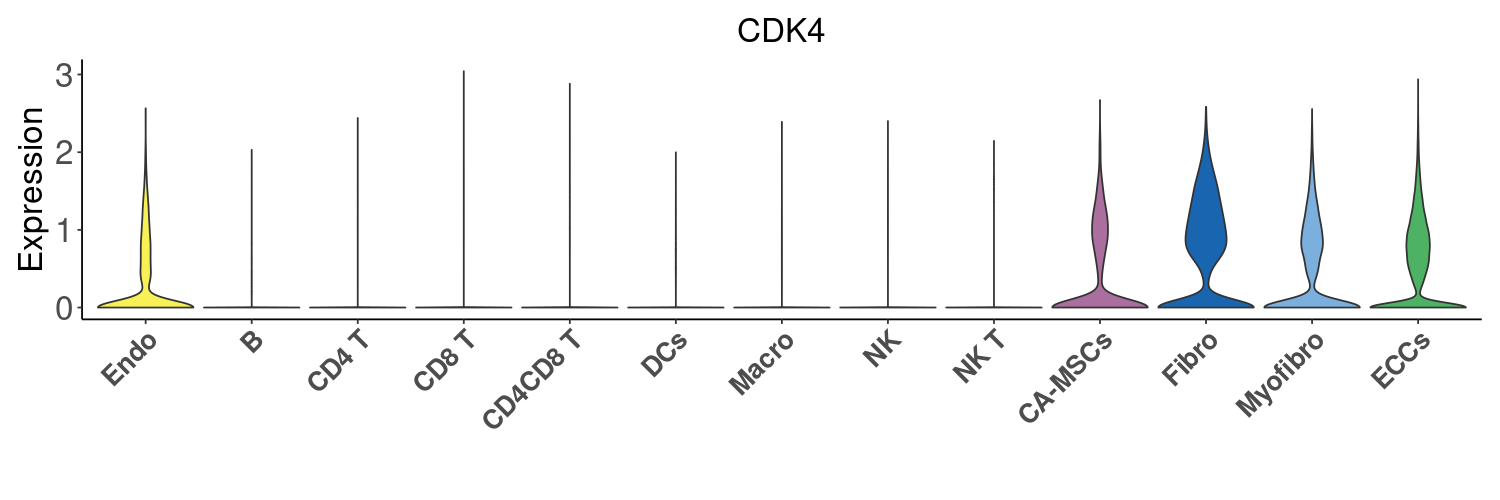 CDK4
Expression
3
2
1
0
Endo
B
CD4 T
CD8 T
CD4CD8 T
DCs
Macro
NK
NK T
CA-MSCs
Fibro
Myofibro
ECCs